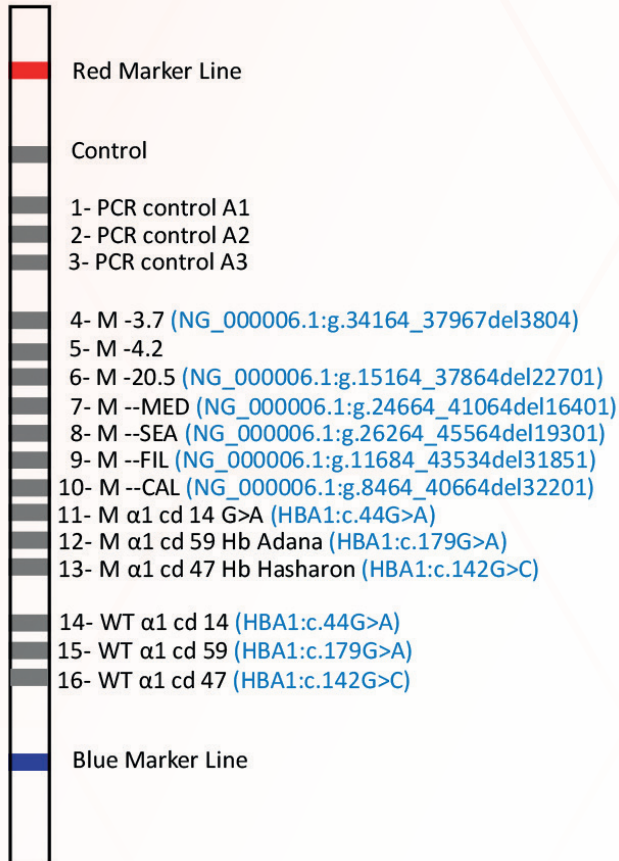 Red Marker Line
Control
1- PCR control A1
2- PCR control A2
3- PCR control A3
4- M -3.7 (NG_000006.1:g.34164_37967del3804)
5- M -4.2
6- M -20.5 (NG_000006.1:g.15164_37864del22701)
7- M --MED (NG_000006.1:g.24664_41064del16401)
8- M --SEA (NG_000006.1:g.26264_45564del19301)
9- M --FIL (NG_000006.1:g.11684_43534del31851)
10- M --CAL (NG_000006.1:g.8464_40664del32201)
11- M α1 cd 14 G>A (HBA1:c.44G>A)
12- M α1 cd 59 Hb Adana (HBA1:c.179G>A)
13- M α1 cd 47 Hb Hasharon (HBA1:c.142G>C)
14- WT α1 cd 14 (HBA1:c.44G>A)
15- WT α1 cd 59 (HBA1:c.179G>A)
16- WT α1 cd 47 (HBA1:c.142G>C)
Blue Marker Line